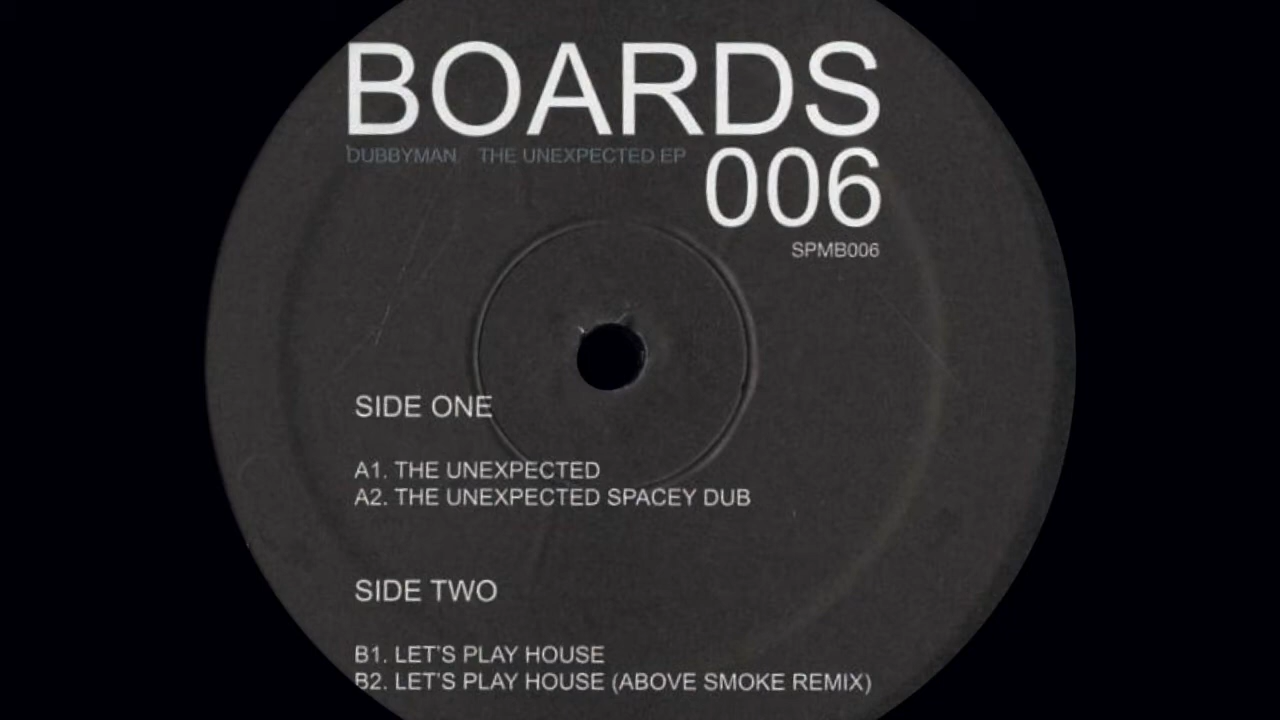 BOARDS
DUBBYMAN THE UNEXPECTED EP
006
SPMB006
SIDE ONE
A1. THE UNEXPECTED
A2. THE UNEXPECTED SPACEY DUB
SIDE TWO
B1. LET'S PLAY HOUSE
B2. LET'S PLAY HOUSE (ABOVE SMOKE REMIX)